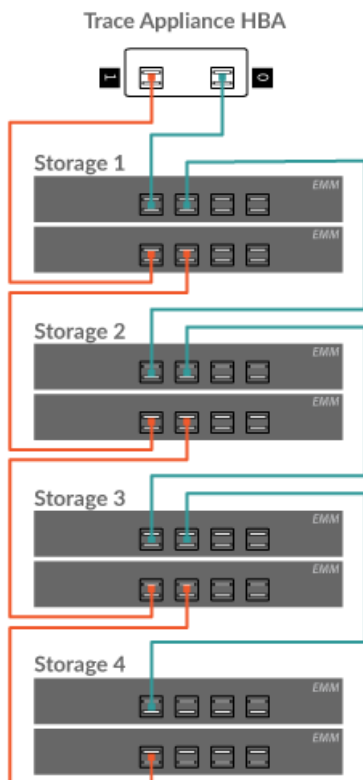 Trace Appliance HBA
1 0
Storage 1
EMM
EMM
Storage 2
EMM
EMM
Storage 3
EMM
EMM
Storage 4
EMM
EMM